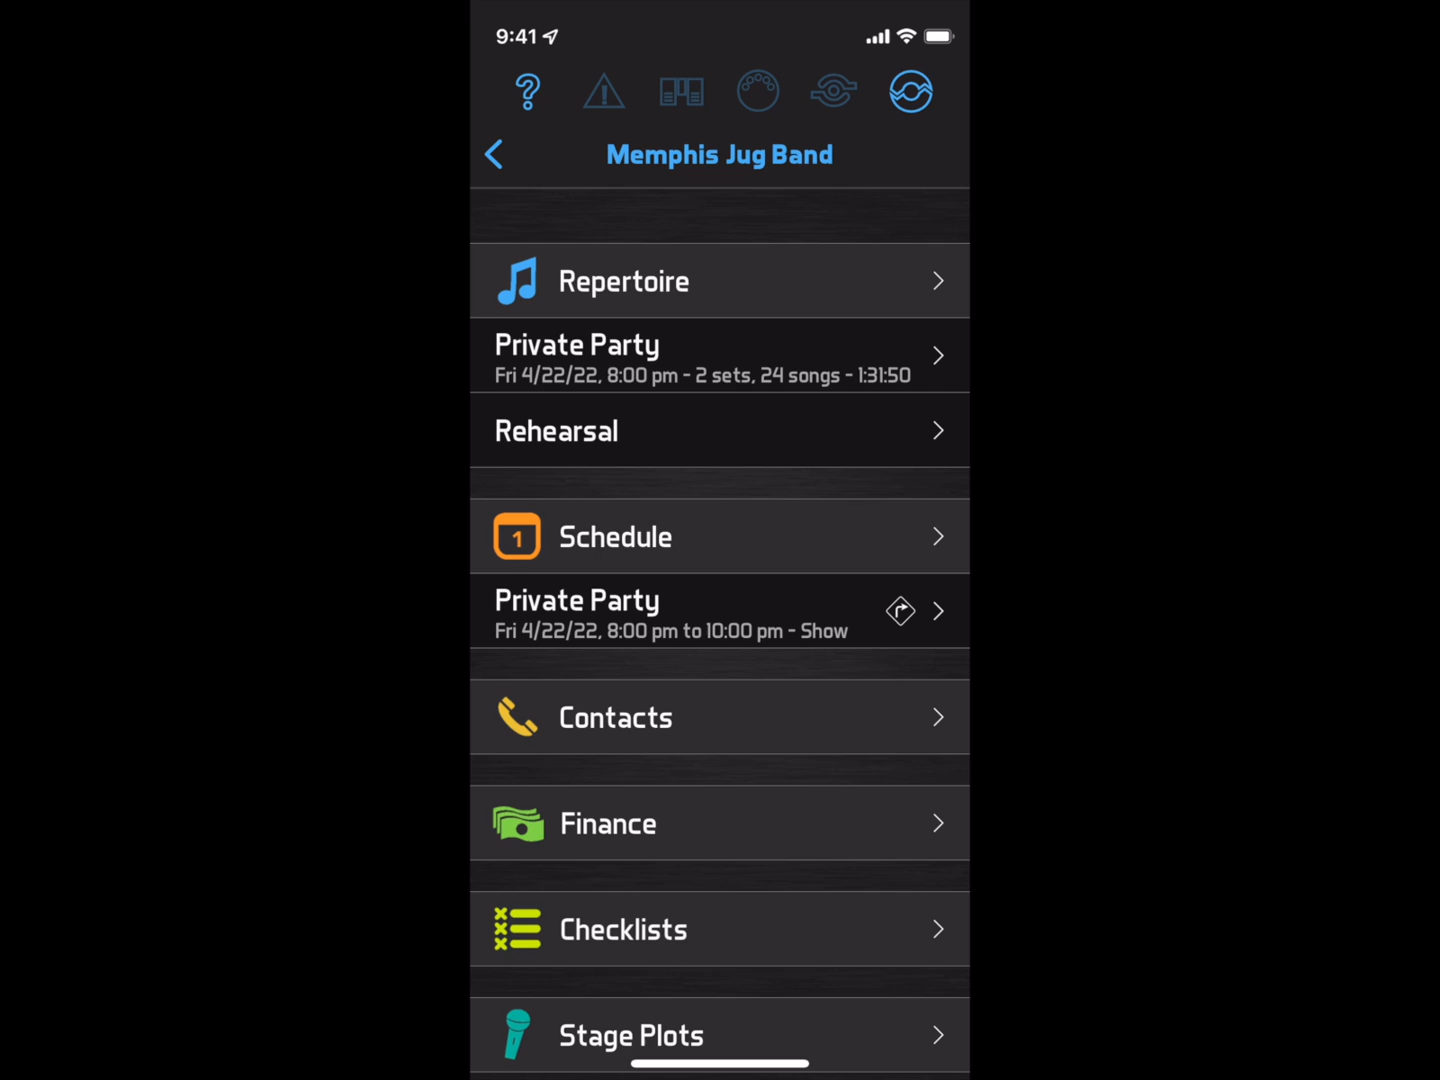 9:41
Memphis Jug Band
Repertoire
Private Party
Fri 4/22/22, 8:00 pm - 2 sets, 24 songs - 1:31:50
Rehearsal
1
Schedule
Private Party
Fri 4/22/22, 8:00 pm to 10:00 pm - Show
Contacts
Finance
Checklists
Stage Plots